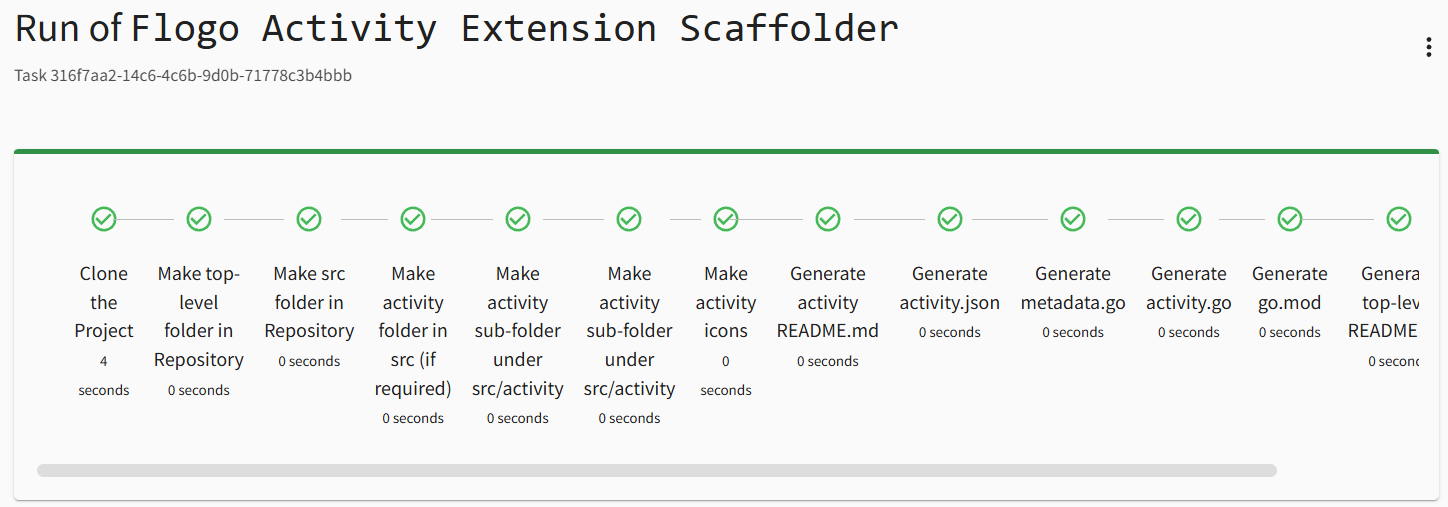 Run of Flogo Activity Extension Scaffolder
Task 316f7aa2-14c6-4c6b-9d0b-71778c3b4bbb
Clone
the
Project
4
seconds
Make top-
level
folder in
Repository
0 seconds
Make src
folder in
Repository
0 seconds
Make
activity
folder in
src (if
required)
0 seconds
Make
activity
sub-folder
under
src/activity
0 seconds
Make
activity
sub-folder
under
src/activity
0 seconds
Make
activity
icons
0
seconds
Generate
activity
README.md
0 seconds
Generate
activity.json
0 seconds
Generate
metadata.go
0 seconds
Generate
activity.go
0 seconds
Generate
go.mod
0 seconds
Genera
top-lev
README
0 second